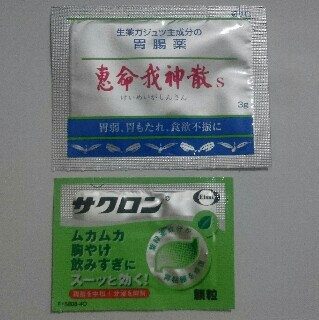 生薬ガジュツ主成分の
胃腸薬
恵命我神散S
けいめいがしんさん
3g
胃弱、胃もたれ、食欲不振に
サクロン®
Eisai
ムカムカ
胸やけ
飲みすぎに
スーッと効く!
顆粒